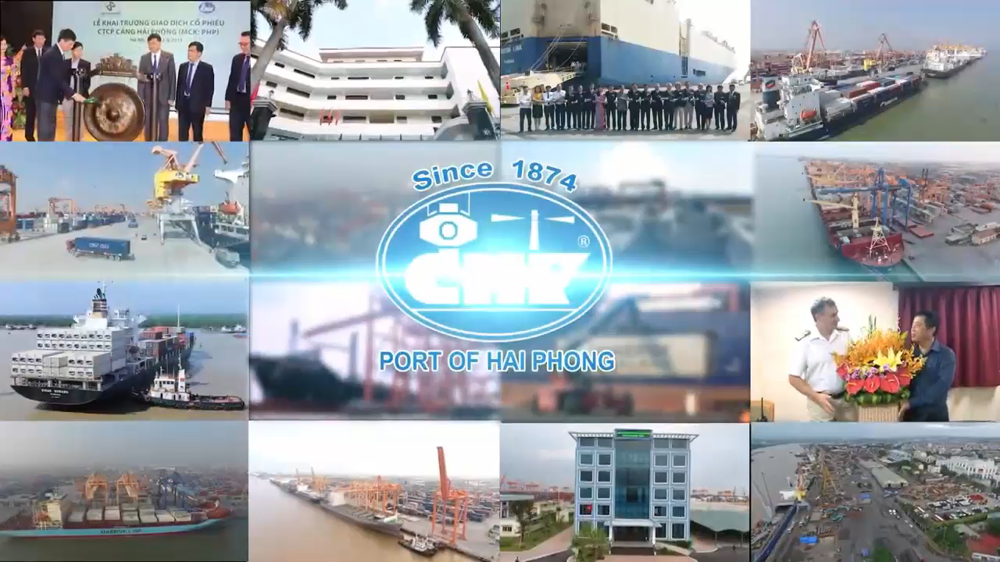 LỄ KHAI TRƯƠNG GIAO DỊCH CỔ PHIẾU
CTCP CẢNG HẢI PHÒNG (MCK: PHP)
Since 1874
®
PORT OF HAI PHONG
MAERSK LINE